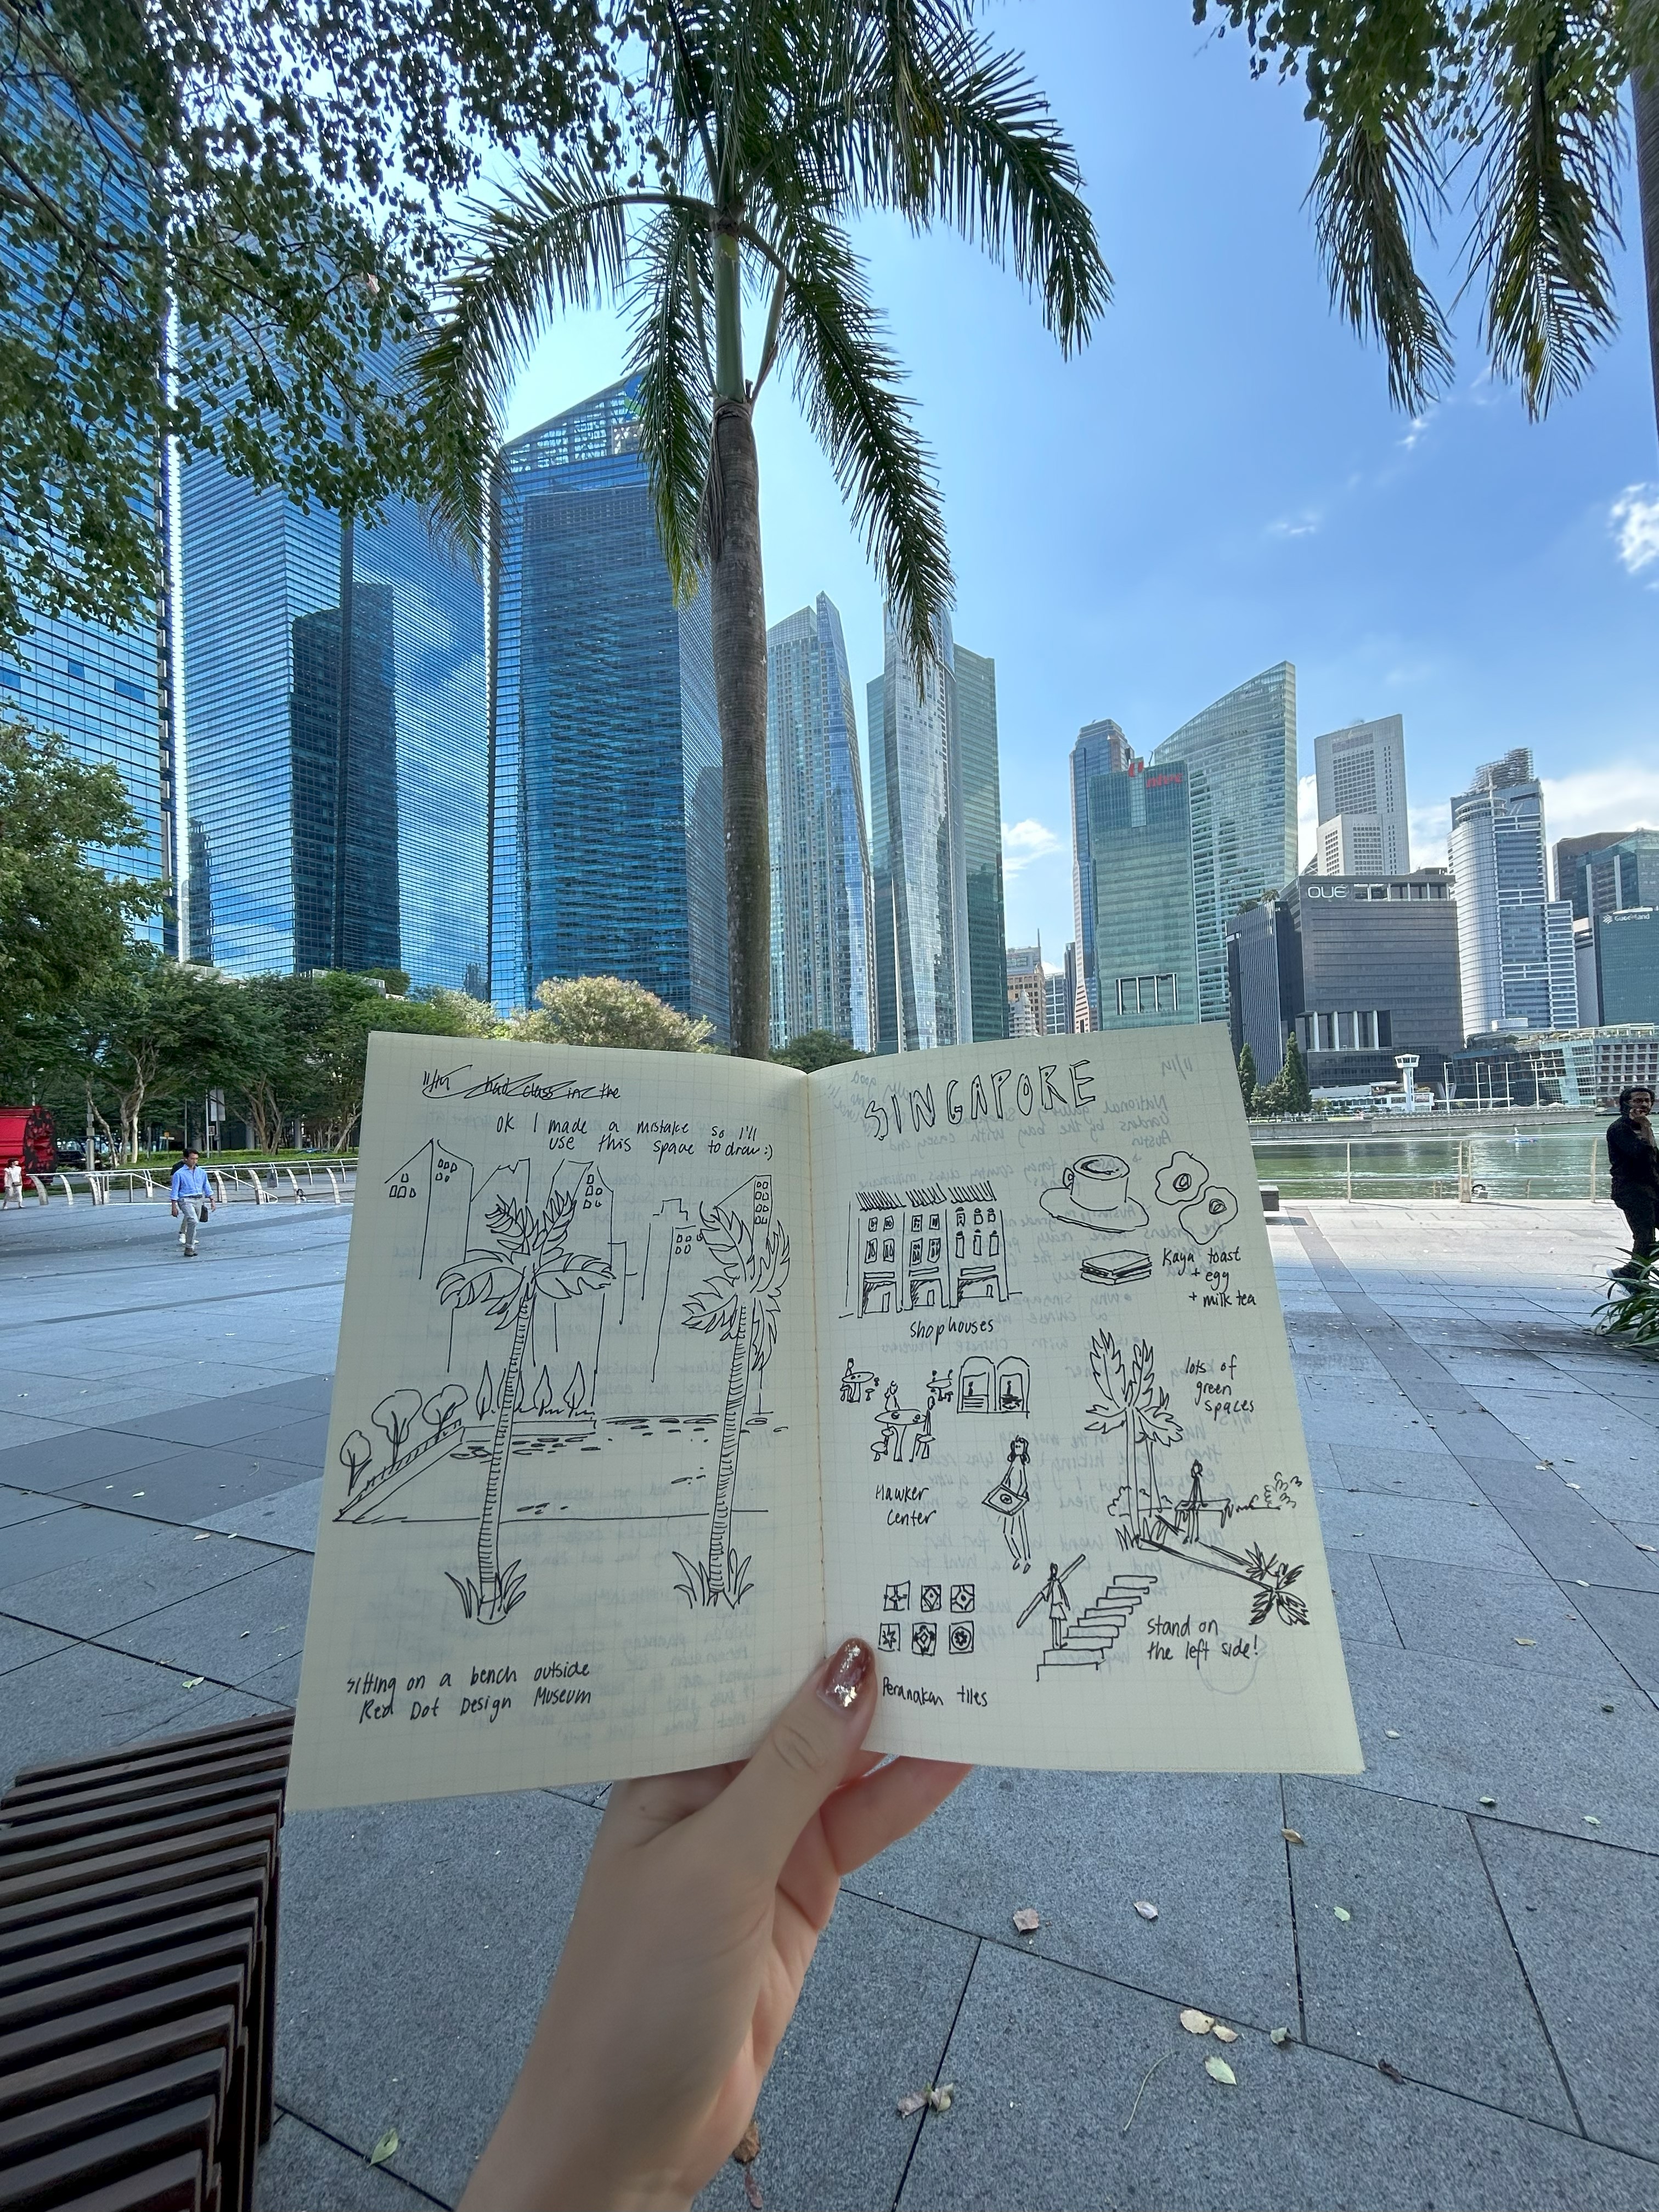 OUE
11/14 had class in the
OK I made a mistake so I'll
use this space to draw :)
sitting on a bench outside
Red Dot Design Museum
SINGAPORE
shophouses
Kaya toast
+ egg
+ milk tea
Hawker
Center
lots of
green
spaces
Peranakan tiles
stand on
the left side!